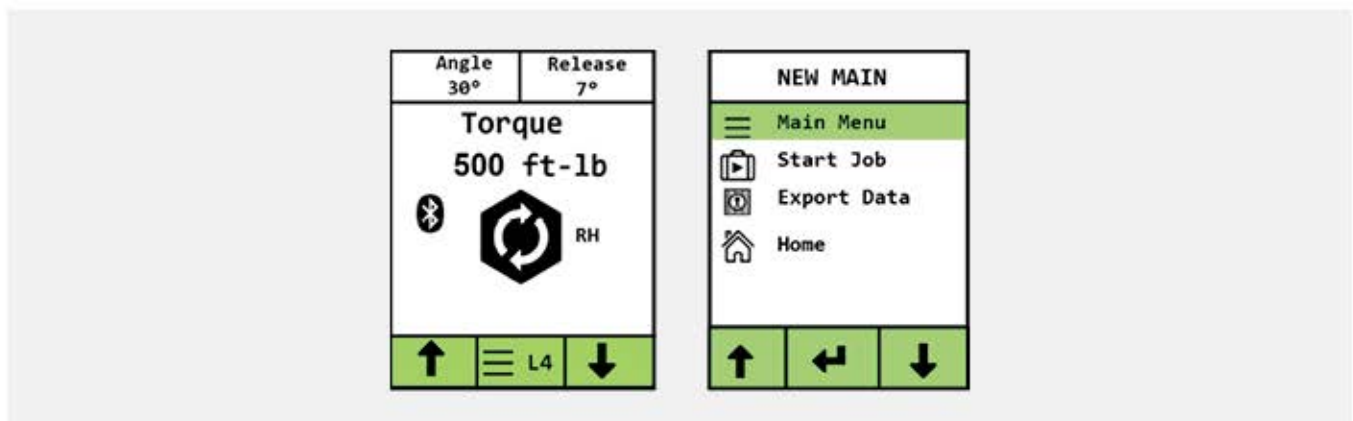 Angle
30°
Release
7°
Torque
500 ft-lb
RH
L4
NEW MAIN
Main Menu
Start Job
Export Data
Home